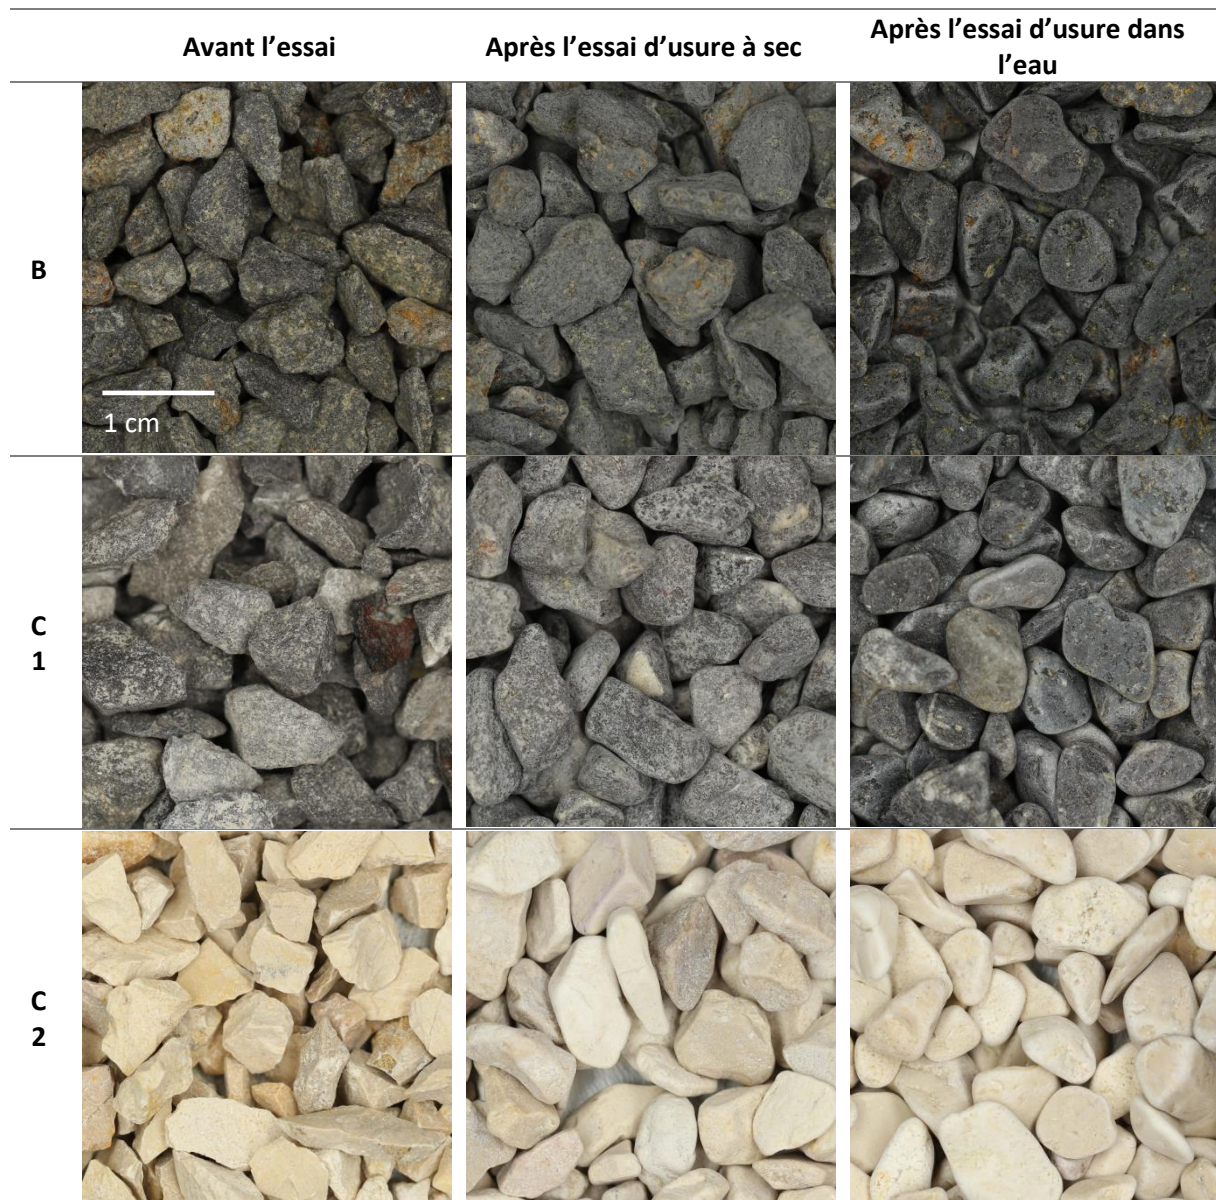 Avant l’essai
Après l’essai d’usure à sec
Après l’essai d’usure dans
l’eau
B
1 cm
C
1
C
2